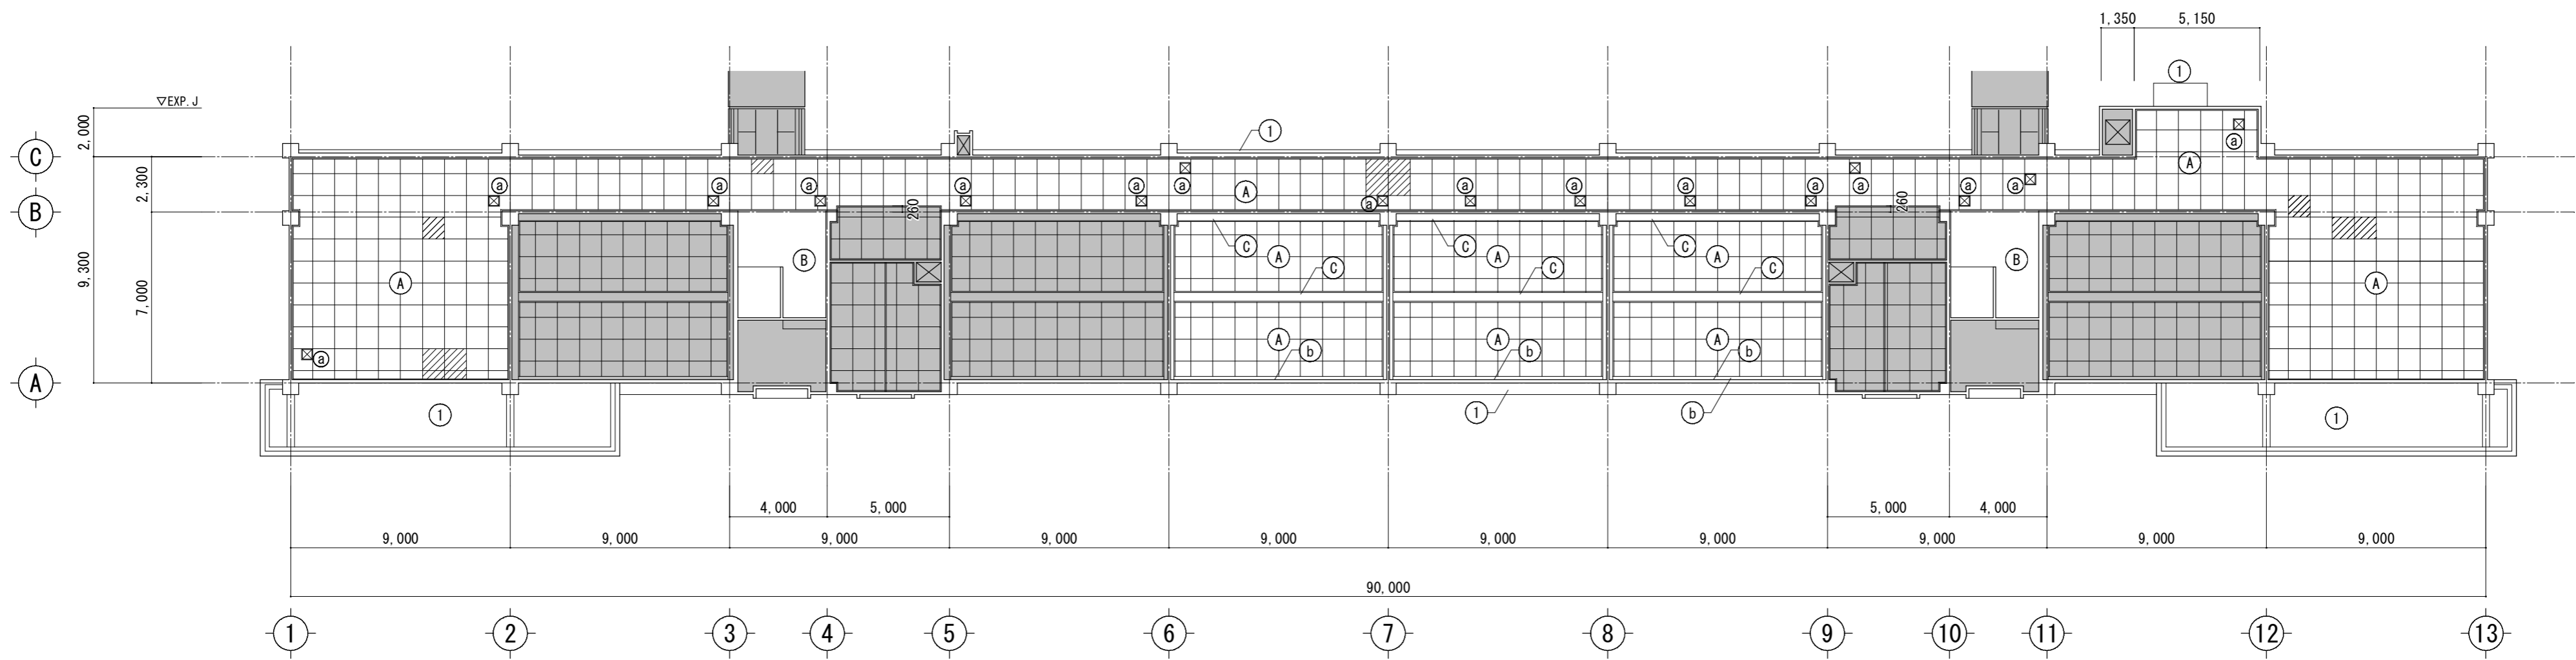 1,350 5,150
1
▽EXP.J
2,000
1
C
a
A
2,300
a a a a a a A a a a a a a a
B
a
260 260
C C C
A A A
B B
C C C
9,300
7,000
A A
A A A
b b b
a
A
1 1 b 1
4,000 5,000 5,000 4,000
9,000 9,000 9,000 9,000 9,000 9,000 9,000 9,000 9,000 9,000
90,000
1 2 3 4 5 6 7 8 9 10 11 12 13